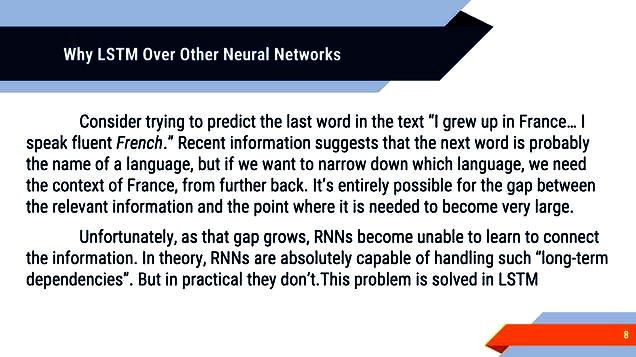 Why LSTM Over Other Neural Networks
Consider trying to predict the last word in the text “I grew up in France… I
speak fluent French.” Recent information suggests that the next word is probably
the name of a language, but if we want to narrow down which language, we need
the context of France, from further back. It’s entirely possible for the gap between
the relevant information and the point where it is needed to become very large.
Unfortunately, as that gap grows, RNNs become unable to learn to connect
the information. In theory, RNNs are absolutely capable of handling such “long-term
dependencies”. But in practical they don’t.This problem is solved in LSTM
8